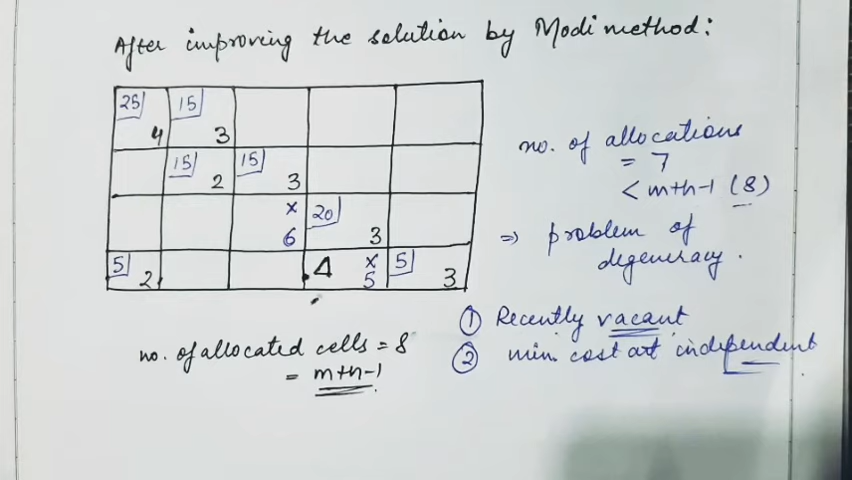 After improving the solution by Modi method:
25 15
4 3
15 15
2 3
x 20
6 3
5 Δ x 5
2 5 3
no. of allocations
= 7
< m+n-1 (8)
⇒ problem of
degeneracy.
① Recently vacant
② min. cost at independent
no. of allocated cells = 8
= m+n-1